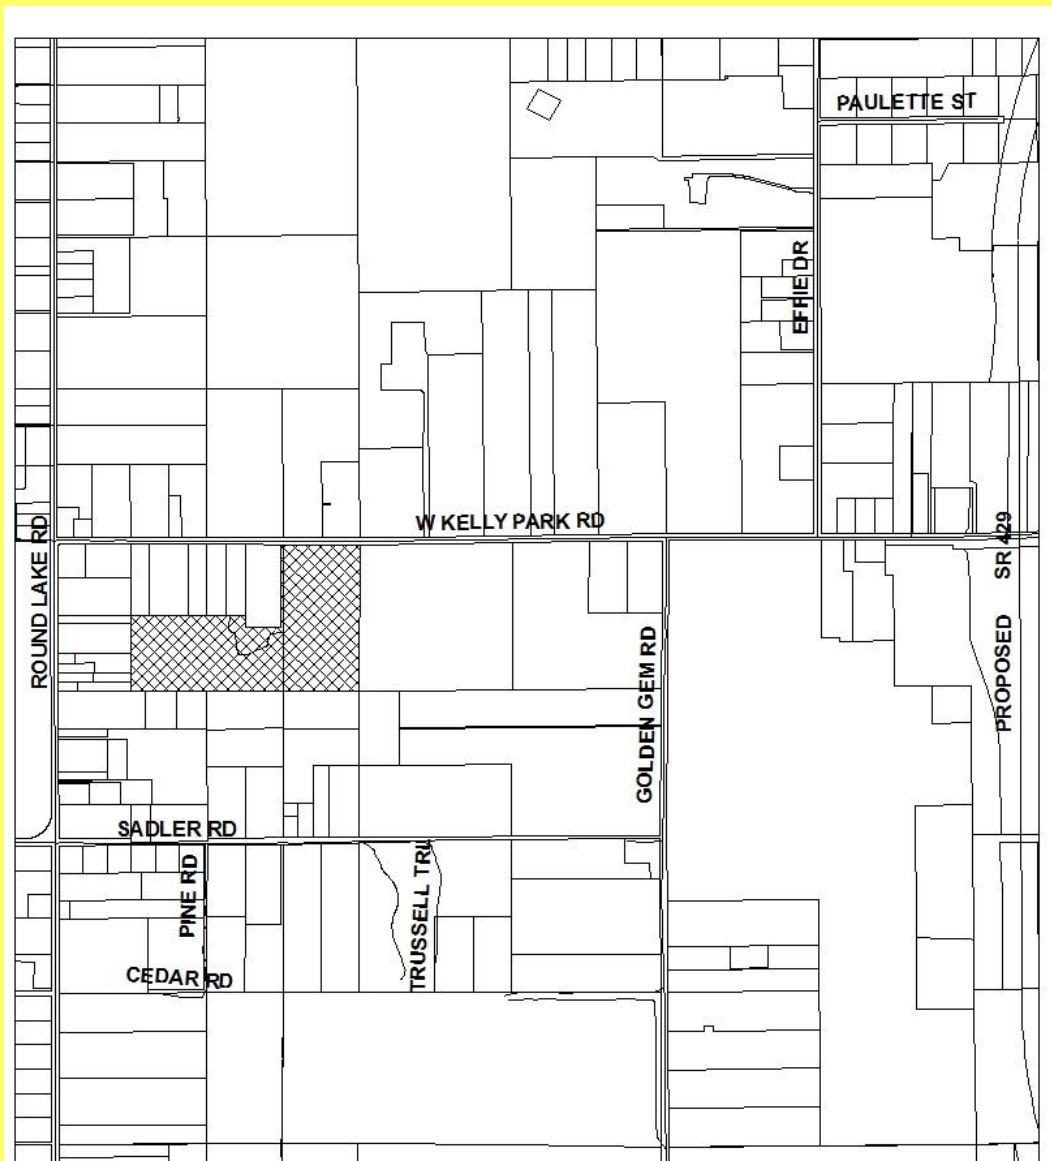 PAULETTE ST
EFFIE DR
W KELLY PARK RD
ROUND LAKE RD
PROPOSED SR 429
GOLDEN GEM RD
SADLER RD
PINE RD
TRUSSELL TRL
CEDAR RD